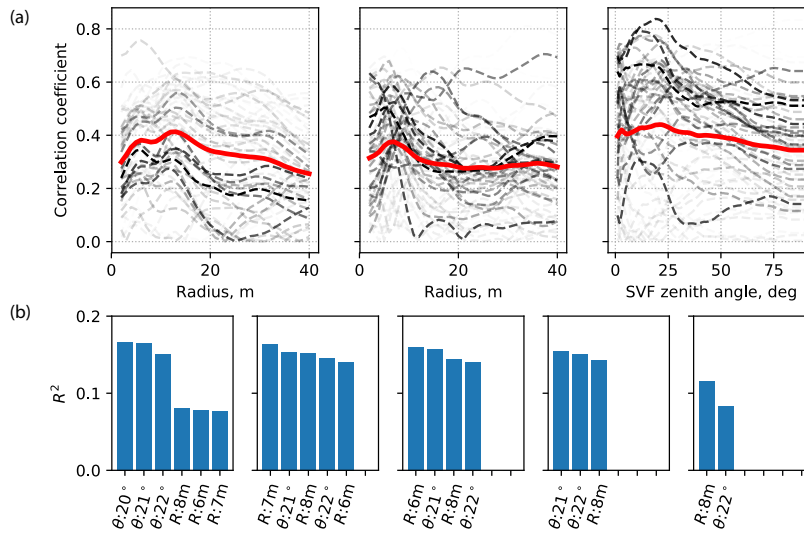 (a)
Correlation coefficient
0.8
0.6
0.4
0.2
0.0
0 20 40
Radius, m
0 20 40
Radius, m
0 25 50 75
SVF zenith angle, deg
(b)
R²
0.2
0.1
0.0
θ:20°
θ:21°
θ:22°
R:8m
R:6m
R:7m
R:7m
θ:21°
R:8m
θ:22°
R:6m
R:6m
θ:21°
R:8m
θ:22°
θ:21°
θ:22°
R:8m
R:8m
θ:22°